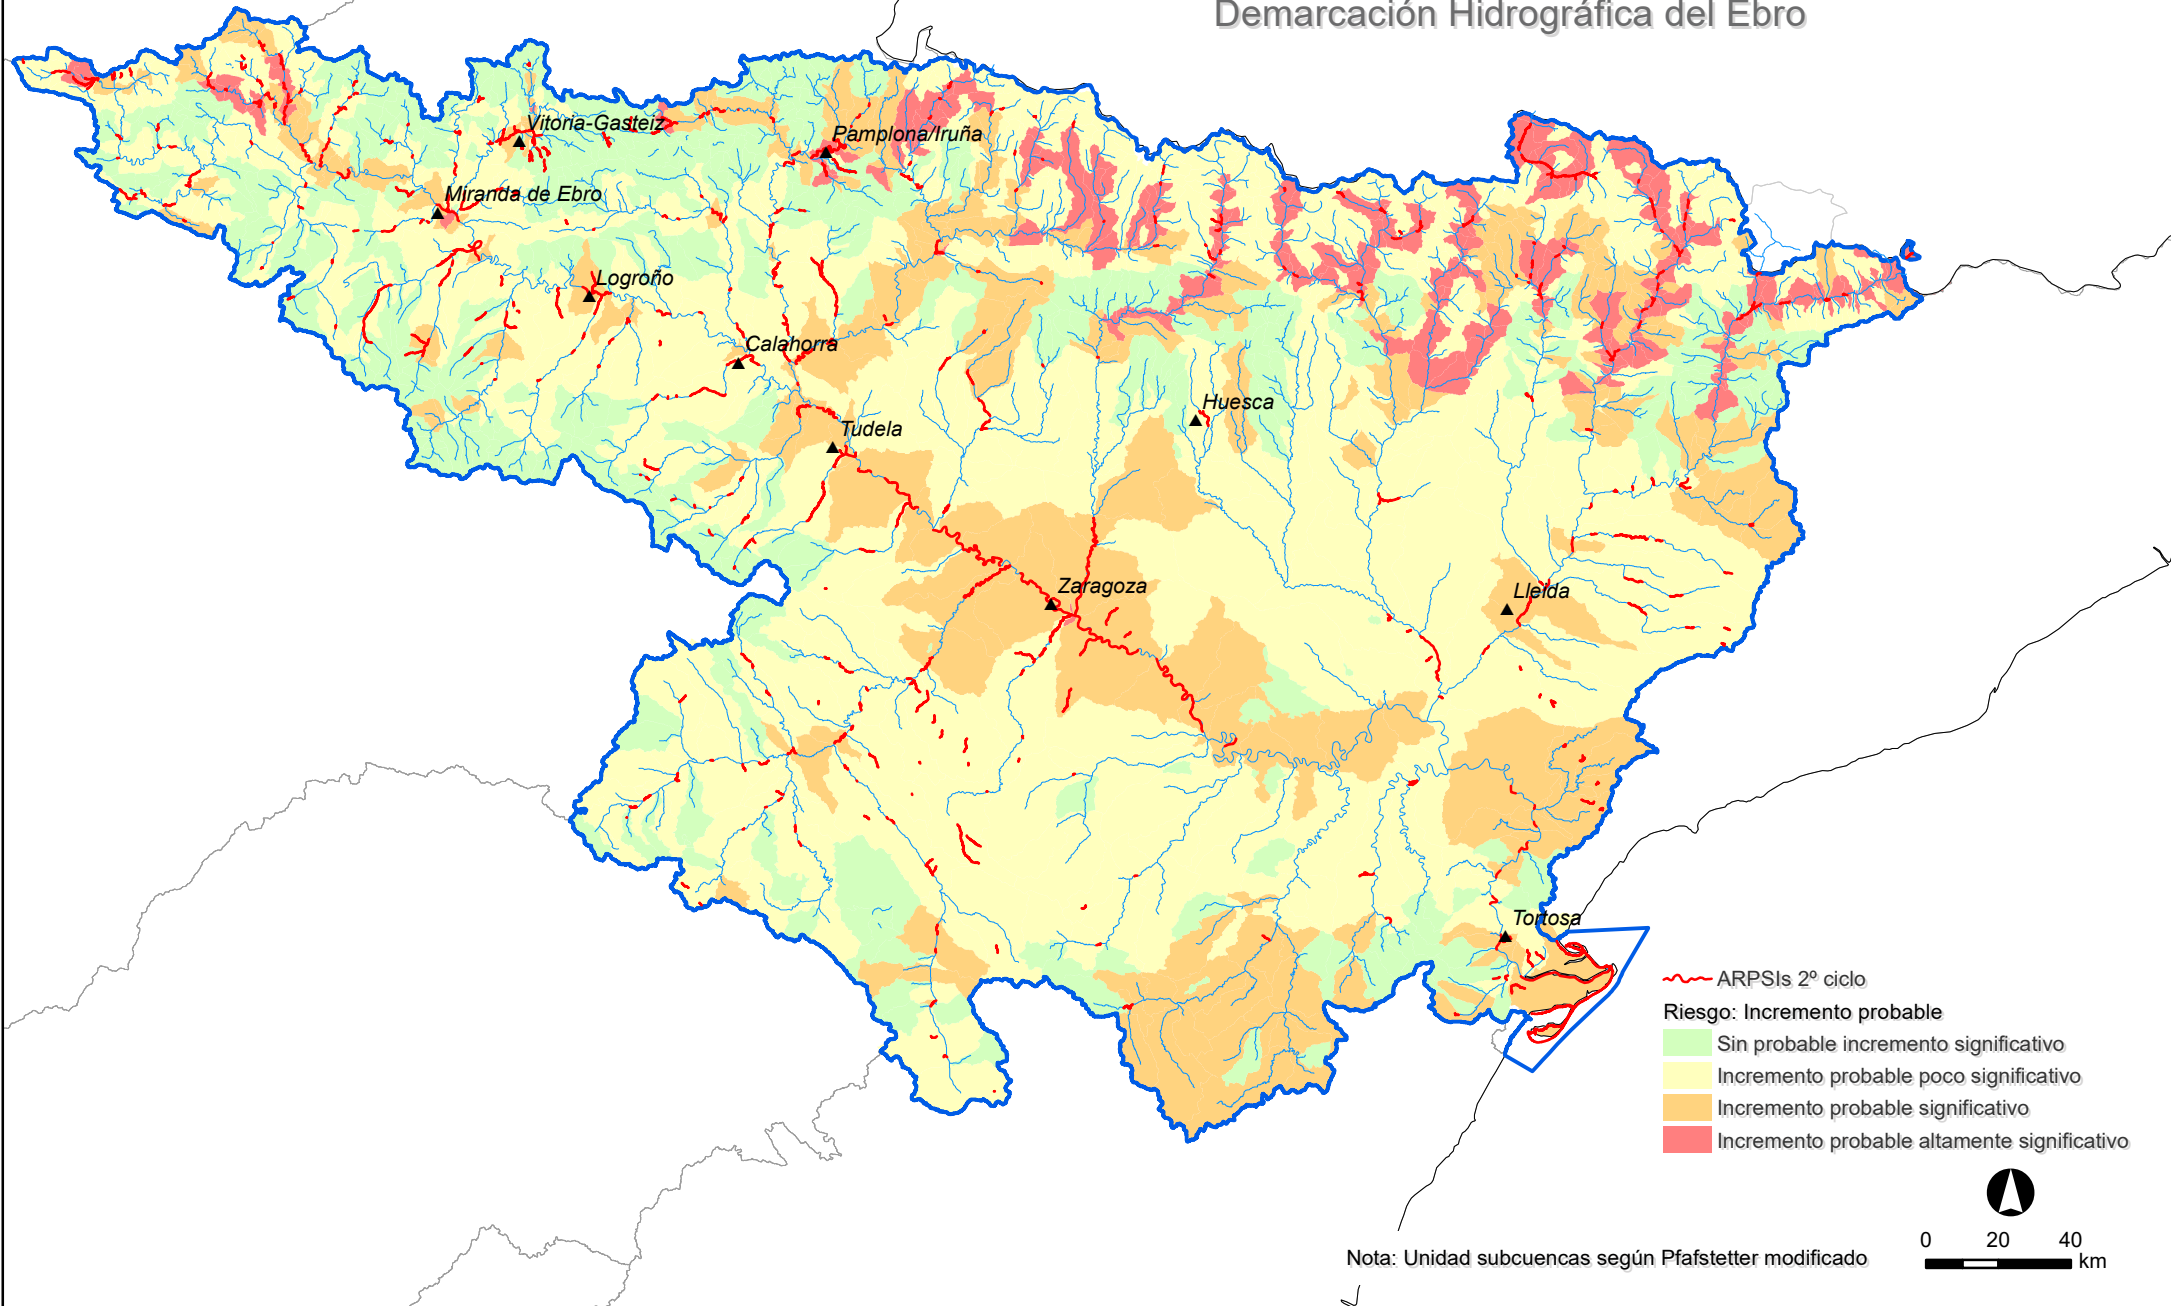 Demarcación Hidrográfica del Ebro
Vitoria-Gasteiz
Pamplona/Iruña
Miranda de Ebro
Logroño
Calahorra
Huesca
Tudela
Zaragoza
Lleida
Tortosa
ARPSIs 2º ciclo
Riesgo: Incremento probable
Sin probable incremento significativo
Incremento probable poco significativo
Incremento probable significativo
Incremento probable altamente significativo
0 20 40
km
Nota: Unidad subcuencas según Pfafstetter modificado